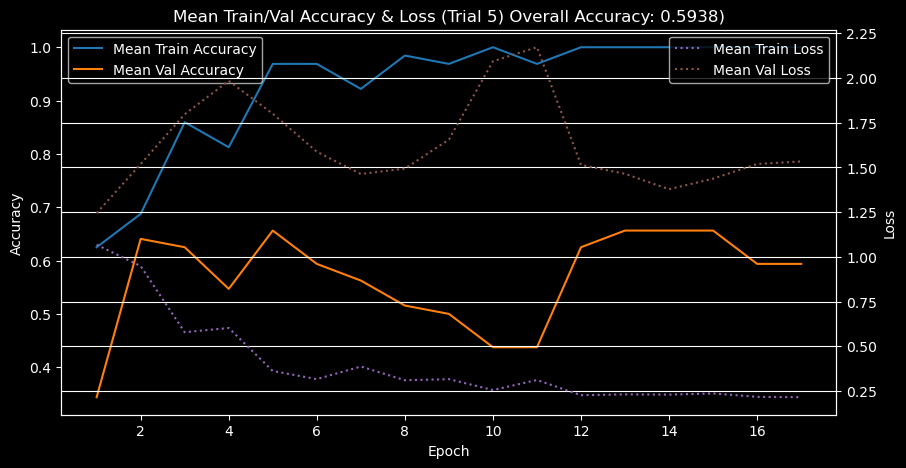 Mean Train/Val Accuracy & Loss (Trial 5) Overall Accuracy: 0.5938)
Mean Train Accuracy
Mean Val Accuracy
Mean Train Loss
Mean Val Loss
Accuracy
1.0
0.9
0.8
0.7
0.6
0.5
0.4
2.25
2.00
1.75
1.50
1.25
1.00
0.75
0.50
0.25
Loss
2 4 6 8 10 12 14 16
Epoch